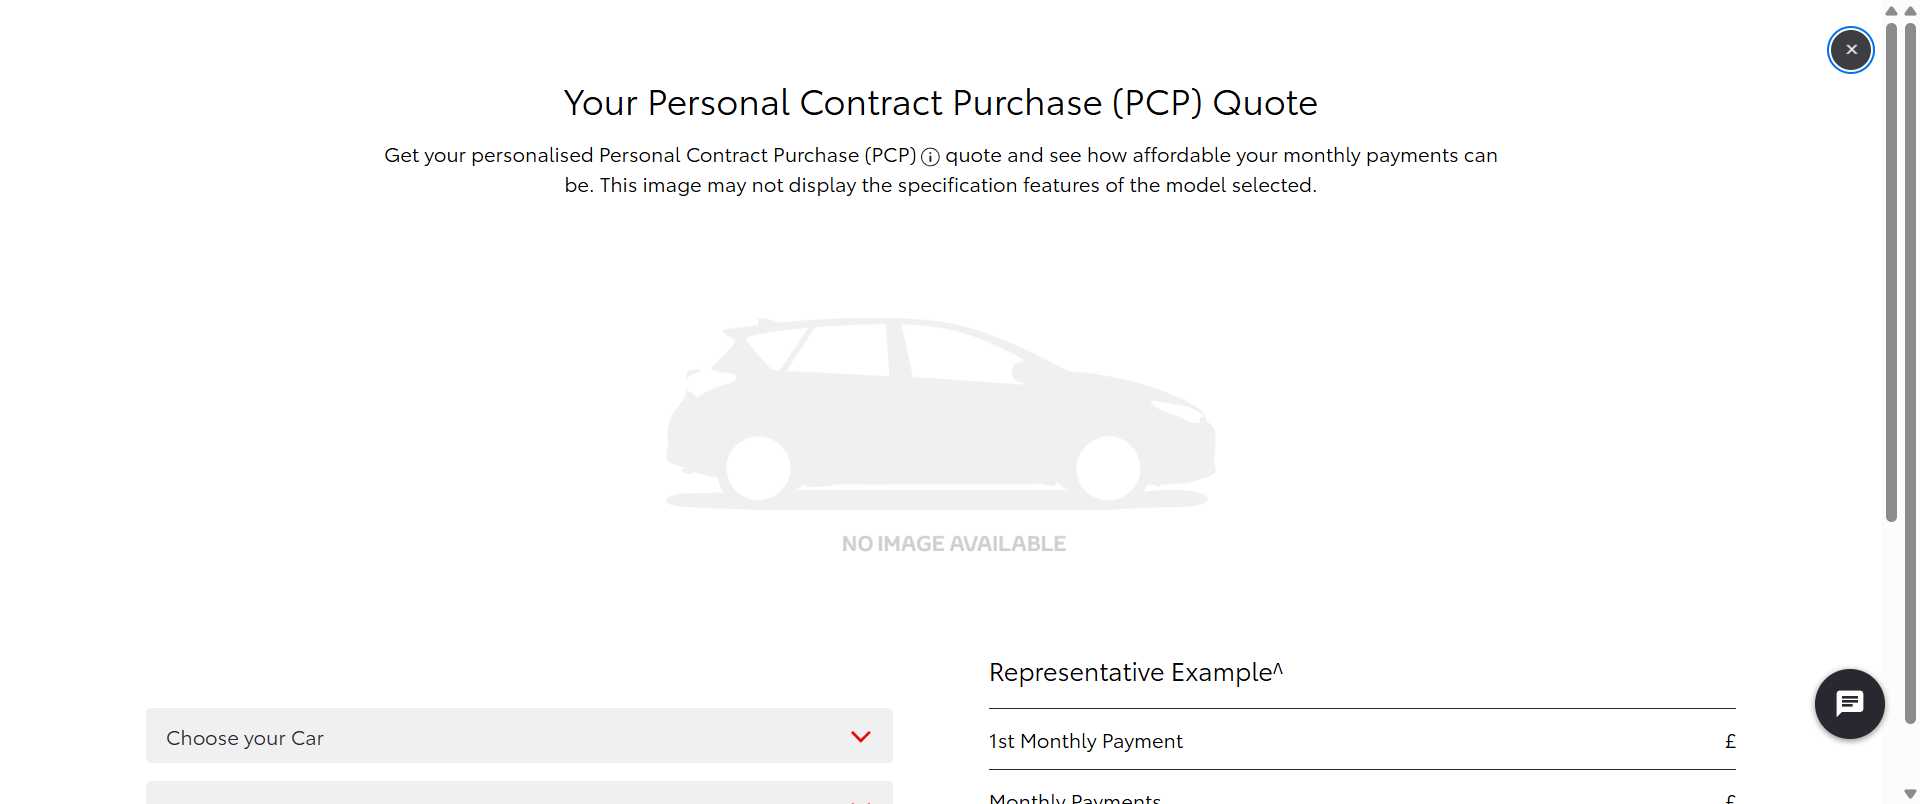 Your Personal Contract Purchase (PCP) Quote
Get your personalised Personal Contract Purchase (PCP) quote and see how affordable your monthly payments can
be. This image may not display the specification features of the model selected.
NO IMAGE AVAILABLE
Representative Example^
Choose your Car
1st Monthly Payment £
Monthly Payments £